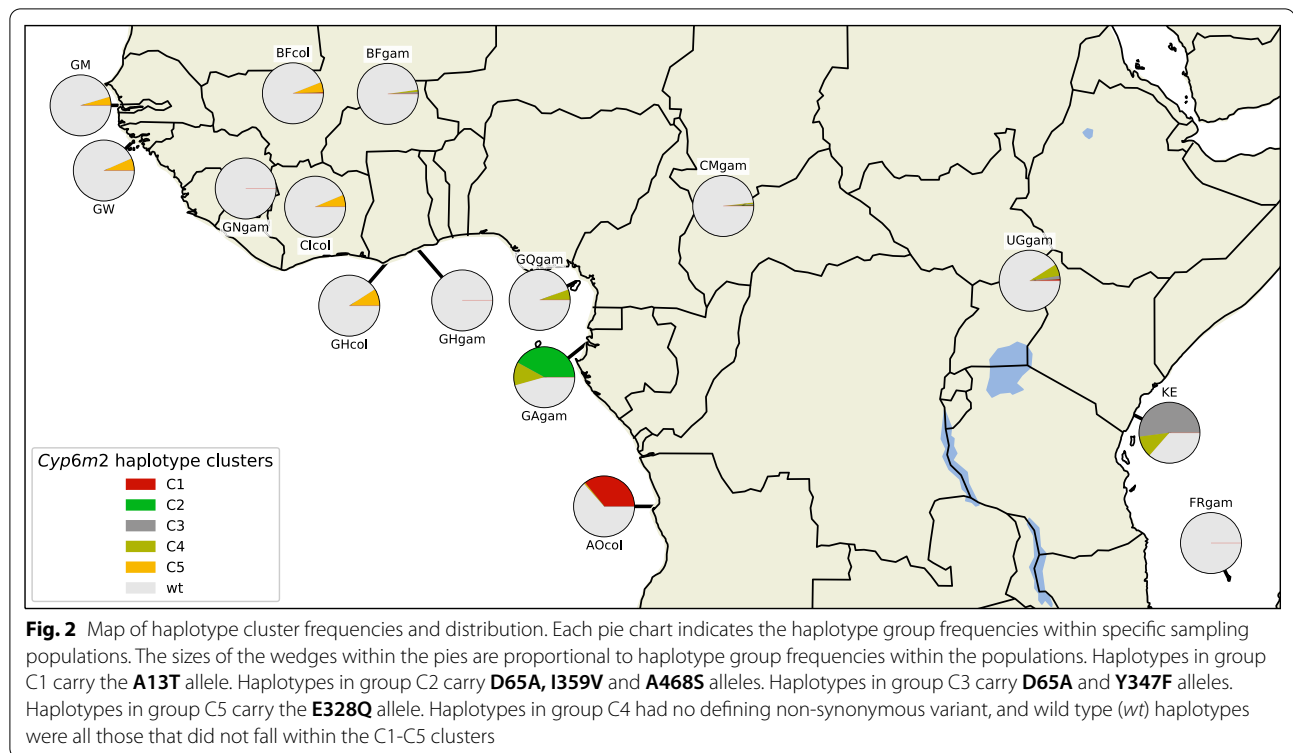 BFcol
BFgam
GM
CMgam
GW
GNgam
CIcol
UGgam
GQgam
GHcol
GHgam
GAgam
KE
Cyp6m2 haplotype clusters
C1
C2
C3
C4
C5
wt
AOcol
FRgam
Fig. 2 Map of haplotype cluster frequencies and distribution. Each pie chart indicates the haplotype group frequencies within specific sampling
populations. The sizes of the wedges within the pies are proportional to haplotype group frequencies within the populations. Haplotypes in group
C1 carry the A13T allele. Haplotypes in group C2 carry D65A, I359V and A468S alleles. Haplotypes in group C3 carry D65A and Y347F alleles.
Haplotypes in group C5 carry the E328Q allele. Haplotypes in group C4 had no defining non-synonymous variant, and wild type (wt) haplotypes
were all those that did not fall within the C1-C5 clusters